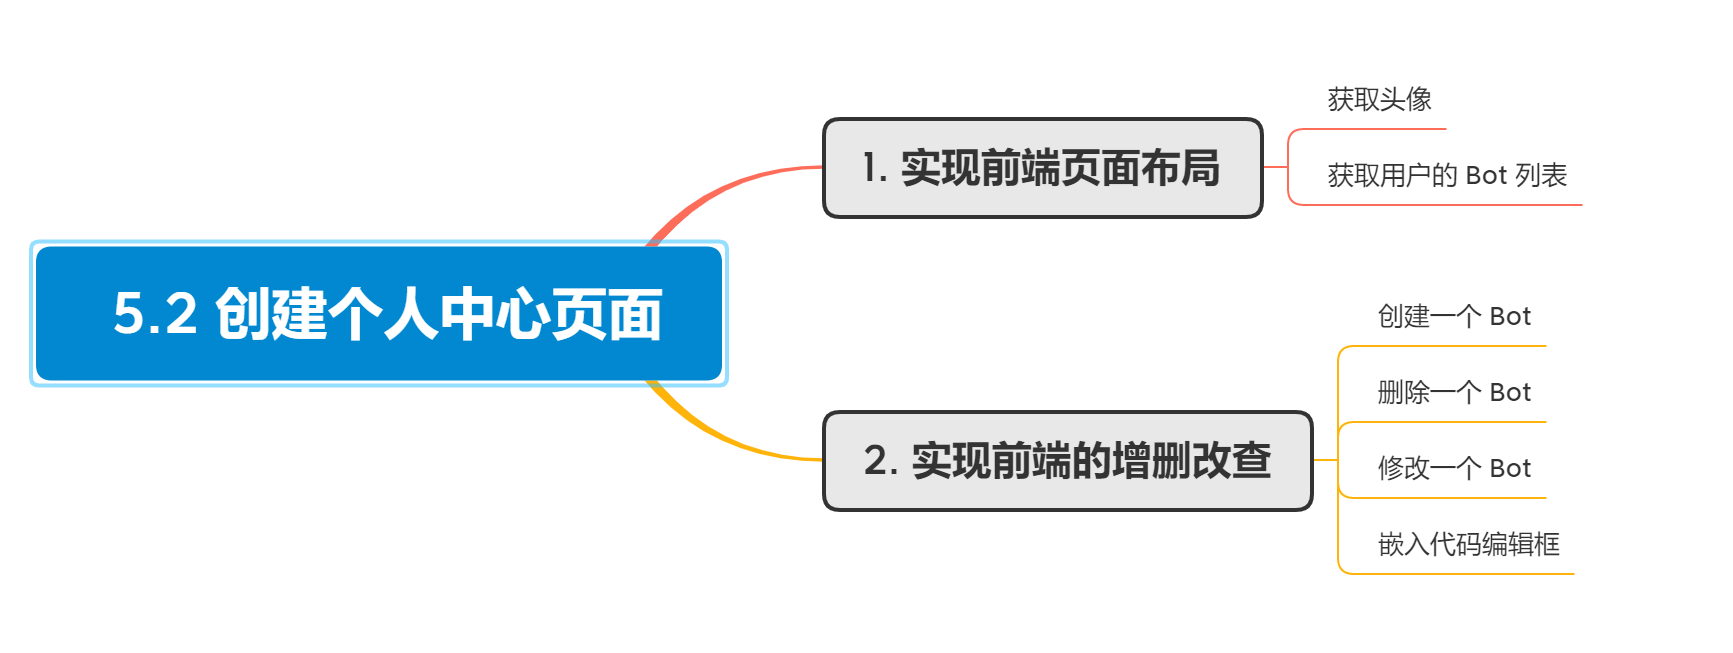 5.2 创建个人中心页面
1. 实现前端页面布局
获取头像
获取用户的 Bot 列表
2. 实现前端的增删改查
创建一个 Bot
删除一个 Bot
修改一个 Bot
嵌入代码编辑框